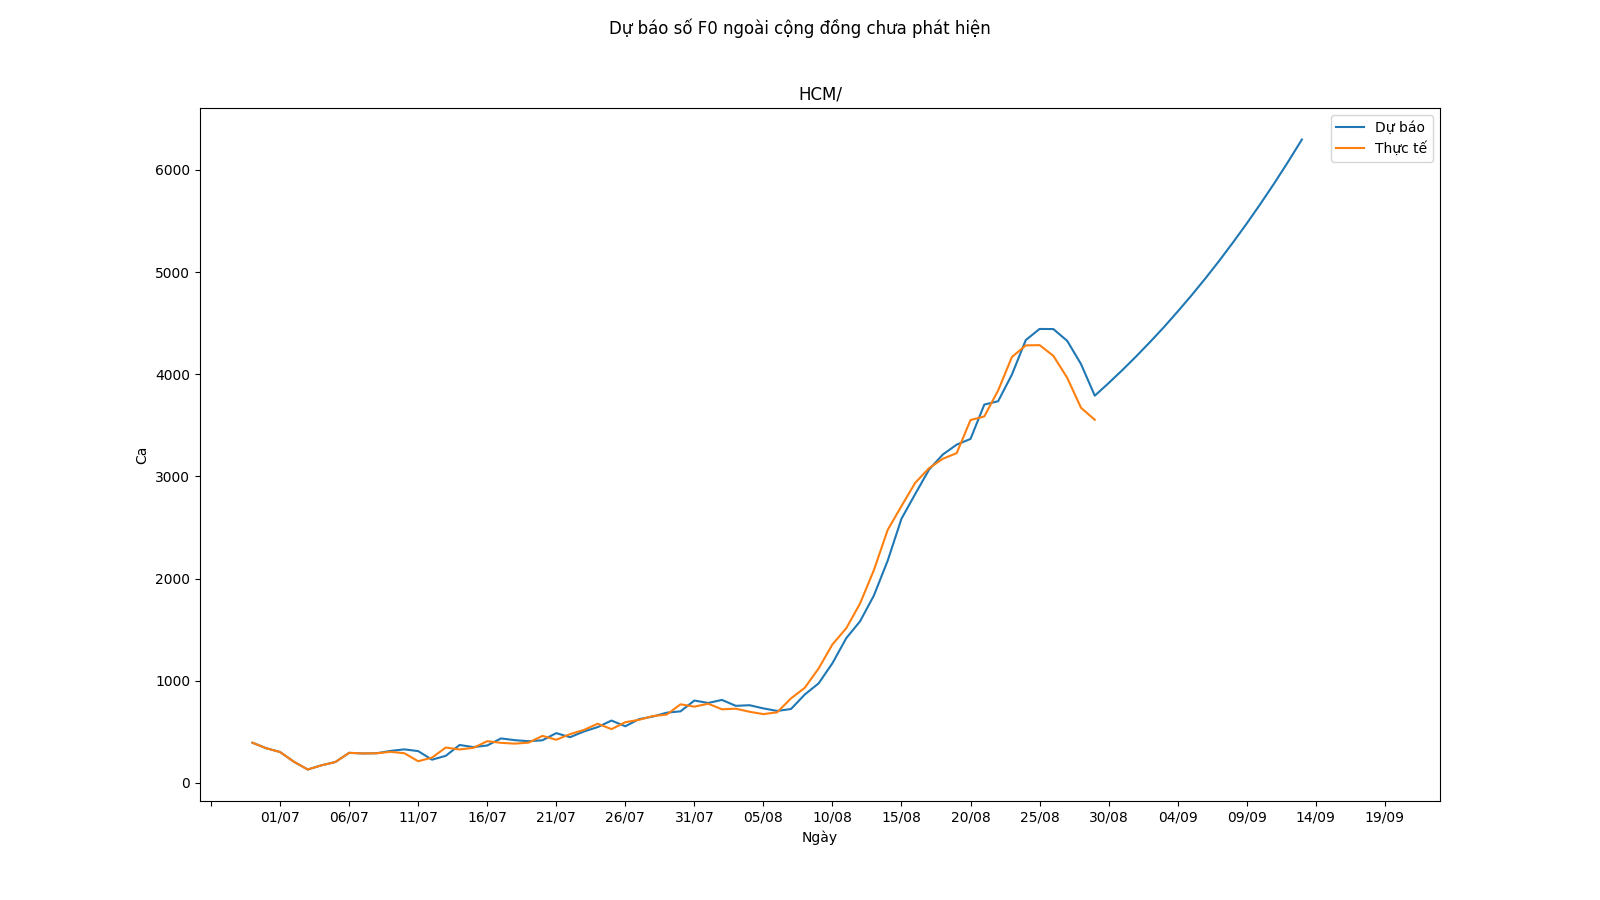 Dự báo số F0 ngoài cộng đồng chưa phát hiện
HCM/
Dự báo
Thực tế
6000
5000
4000
3000
2000
1000
0
Ca
01/07 06/07 11/07 16/07 21/07 26/07 31/07 05/08 10/08 15/08 20/08 25/08 30/08 04/09 09/09 14/09 19/09
Ngày